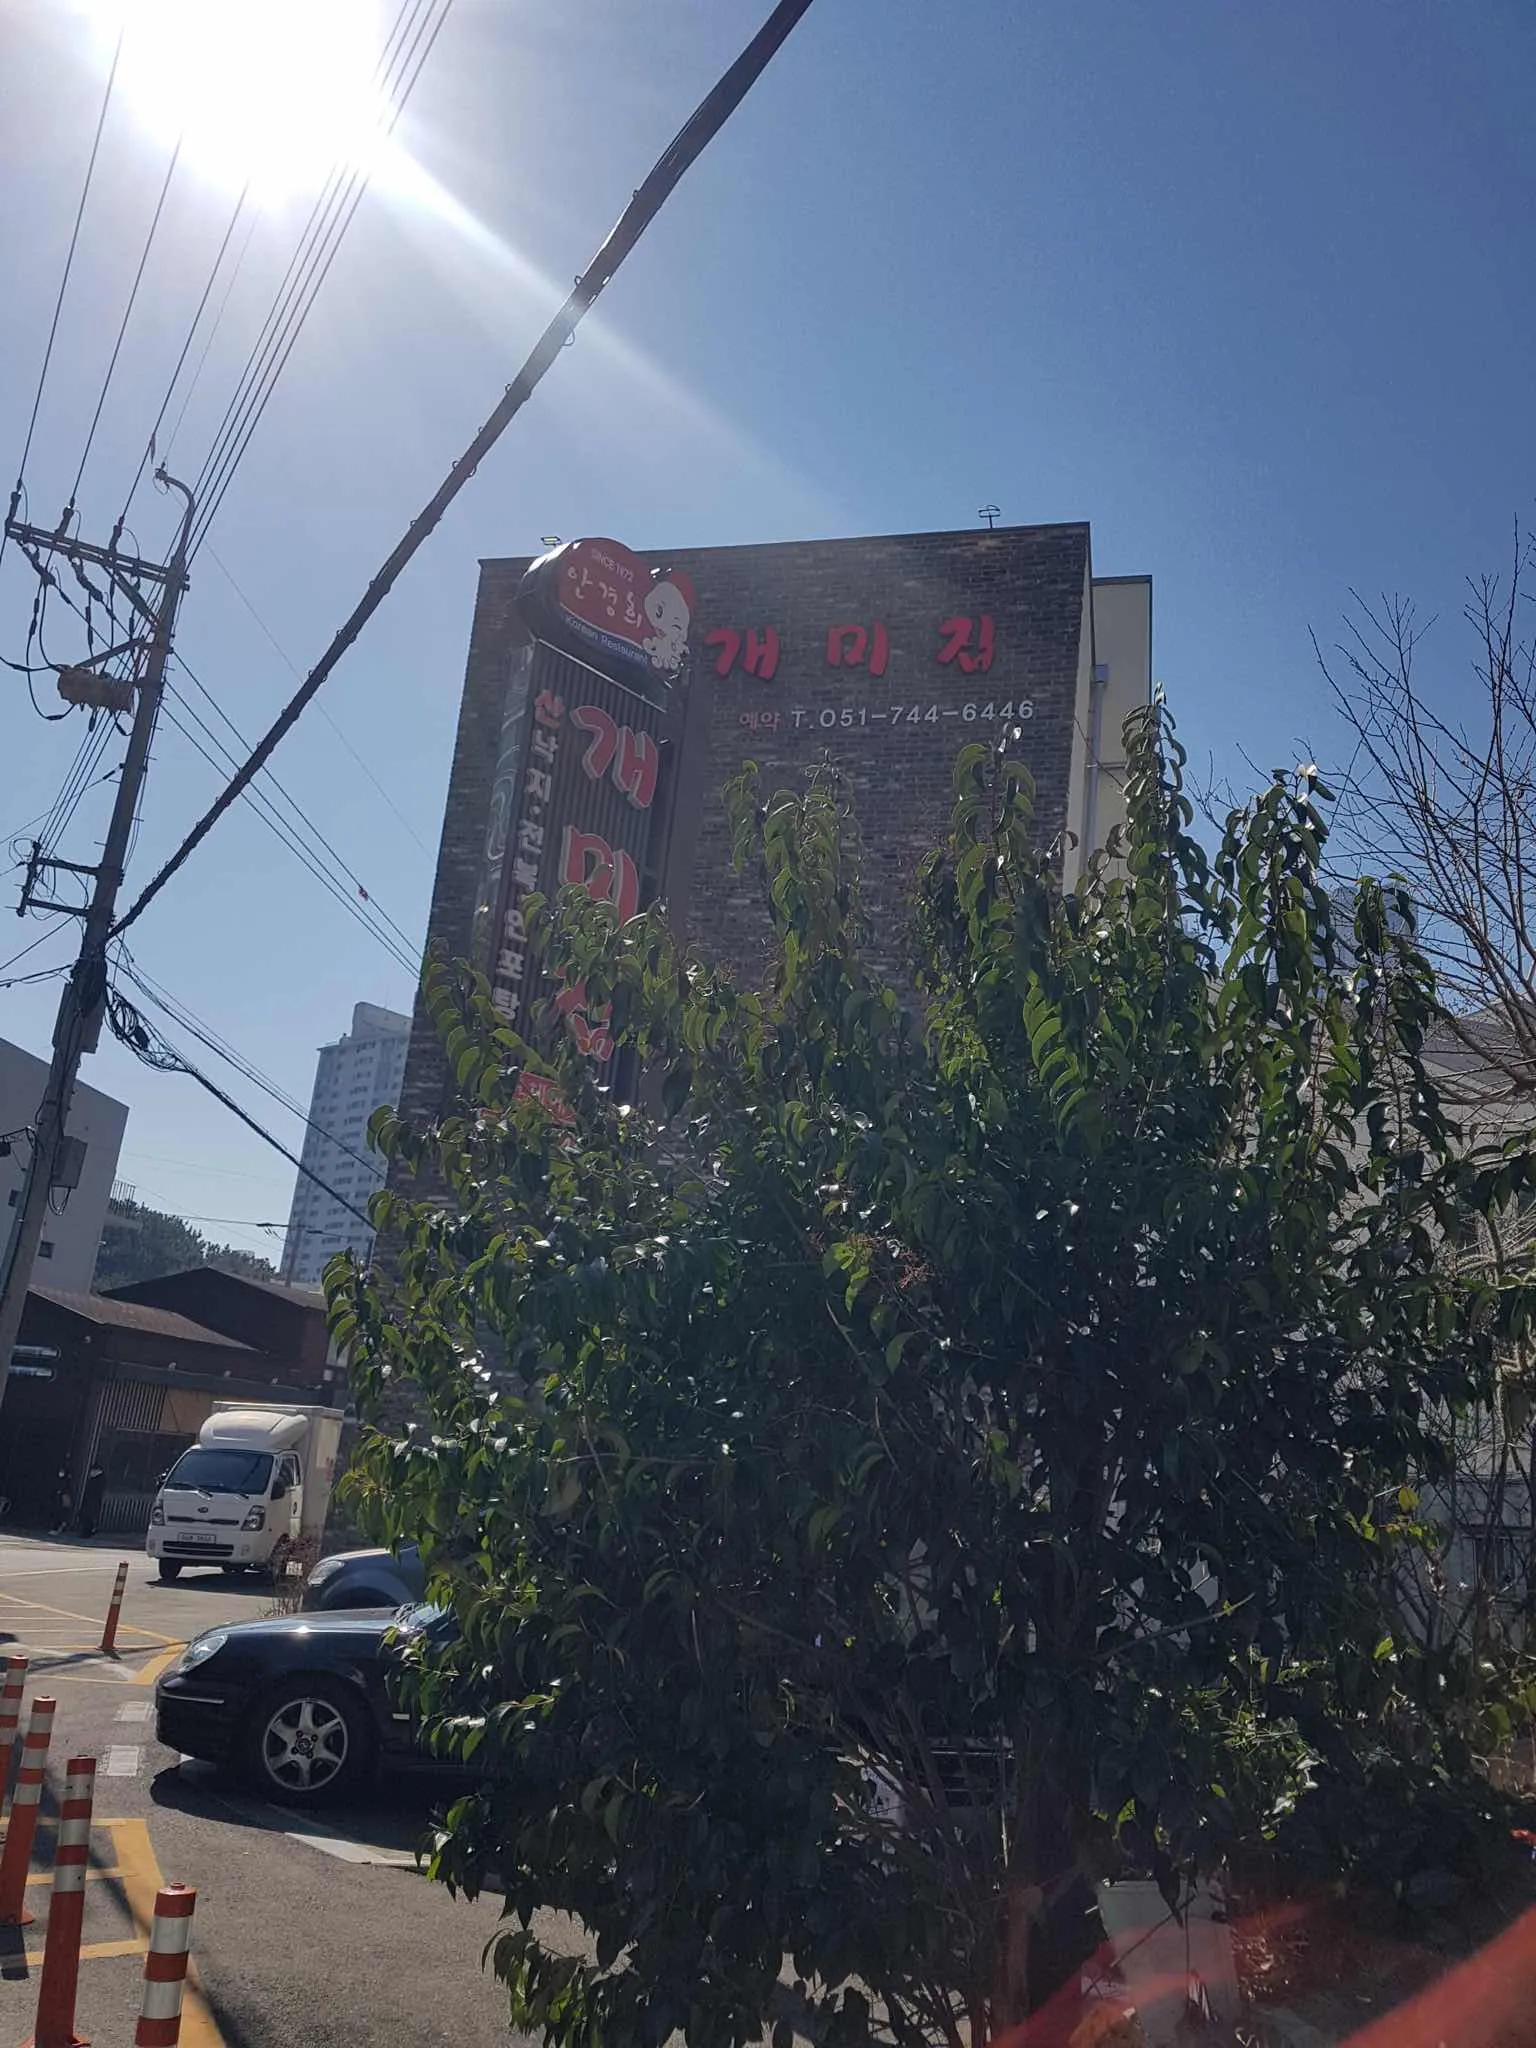 SINCE 1972
안경희
Korean Restaurant
개미집
예약 T.051-744-6446
개미집
산낙지·전복 연포탕